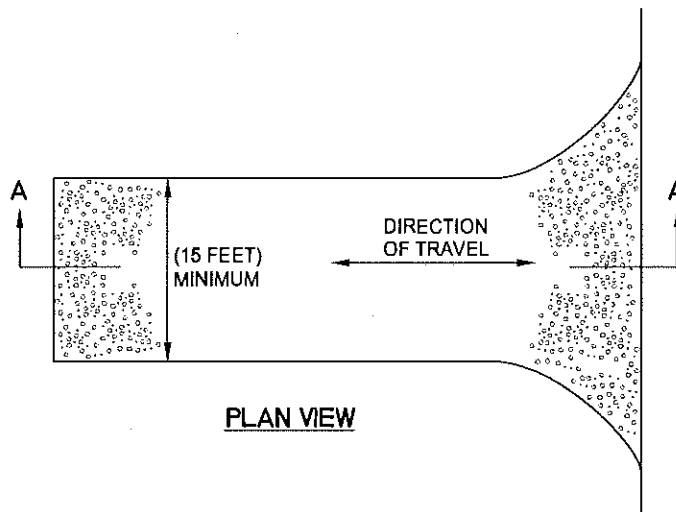 A
A
(15 FEET)
MINIMUM
DIRECTION
OF TRAVEL
PLAN VIEW